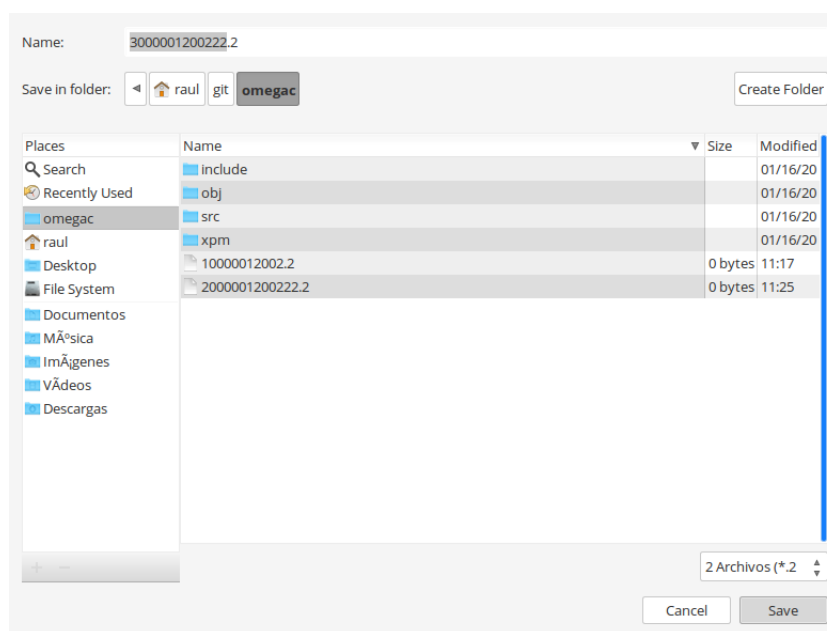 Name: 3000001200222.2
Save in folder: raul git omegac Create Folder
Places Name Size Modified
Search include 01/16/20
Recently Used obj 01/16/20
omegac src 01/16/20
raul xpm 01/16/20
Desktop 10000012002.2 0 bytes 11:17
File System 2000001200222.2 0 bytes 11:25
Documentos
MÃºsica
ImÃ¡genes
VÃdeos
Descargas
2 Archivos (*.2
Cancel Save